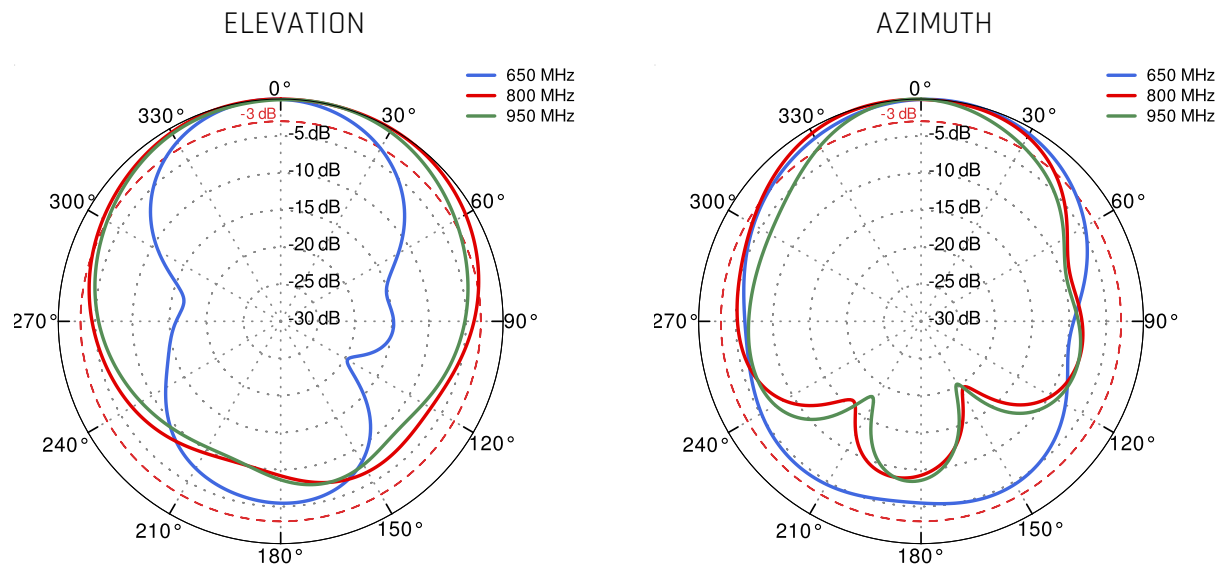 ELEVATION
650 MHz
800 MHz
950 MHz
0°
330°
30°
-3 dB
-5 dB
-10 dB
300°
60°
-15 dB
-20 dB
-25 dB
270°
-30 dB
90°
240°
120°
210°
150°
180°
AZIMUTH
650 MHz
800 MHz
950 MHz
0°
330°
30°
-3 dB
-5 dB
-10 dB
300°
60°
-15 dB
-20 dB
-25 dB
270°
-30 dB
90°
240°
120°
210°
150°
180°